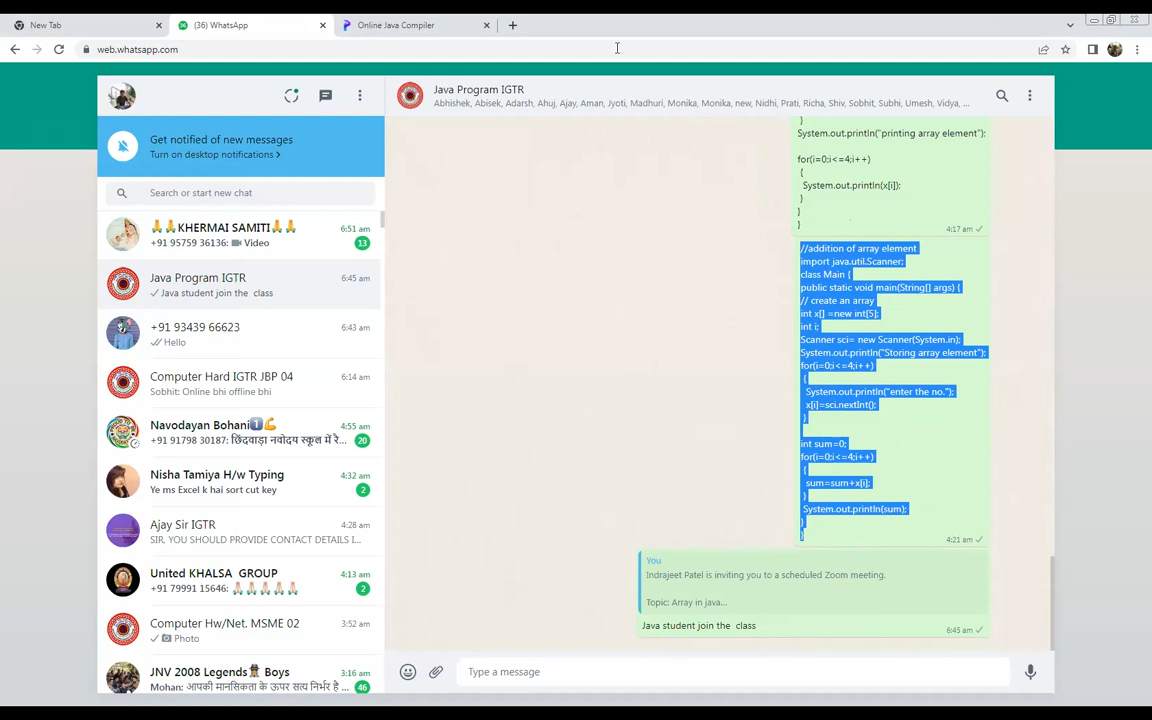 New Tab
(36) WhatsApp
Online Java Compiler
web.whatsapp.com
Get notified of new messages
Turn on desktop notifications >
Search or start new chat
🙏🙏KHERMAI SAMITI🙏🙏
6:51 am
+91 95759 36136: Video
13
Java Program IGTR
6:45 am
Java student join the class
+91 93439 66623
6:43 am
Hello
Computer Hard IGTR JBP 04
6:14 am
Sobhit: Online bhi offline bhi
Navodayan Bohani
4:55 am
+91 91798 30187: छिंदवाड़ा नवोदय स्कूल में रै...
20
Nisha Tamiya H/w Typing
4:32 am
Ye ms Excel k hai sort cut key
2
Ajay Sir IGTR
4:28 am
SIR, YOU SHOULD PROVIDE CONTACT DETAILS I...
United KHALSA GROUP
4:13 am
+91 79991 15646: 🙏🏻🙏🏻🙏🏻🙏🏻🙏🏻
2
Computer Hw/Net. MSME 02
3:52 am
Photo
JNV 2008 Legends Boys
3:16 am
Mohan: आपकी मानसिकता के ऊपर सत्य निर्भर है ...
46
Java Program IGTR
Abhishek, Abisek, Adarsh, Ahuj, Ajay, Aman, Jyoti, Madhuri, Monika, Monika, new, Nidhi, Prati, Richa, Shiv, Sobhit, Subhi, Umesh, Vidya, ...
}
System.out.println("printing array element");
for(i=0;i<=4;i++)
{
System.out.println(x[i]);
}
}
}
4:17 am
//addition of array element
import java.util.Scanner;
class Main {
public static void main(String[] args) {
// create an array
int x[] =new int[5];
int i;
Scanner sci= new Scanner(System.in);
System.out.println("Storing array element");
for(i=0;i<=4;i++)
{
System.out.println("enter the no.");
x[i]=sci.nextInt();
}
int sum=0;
for(i=0;i<=4;i++)
{
sum=sum+x[i];
}
System.out.println(sum);
}
}
4:21 am
You
Indrajeet Patel is inviting you to a scheduled Zoom meeting.
Topic: Array in java...
Java student join the class
6:45 am
Type a message